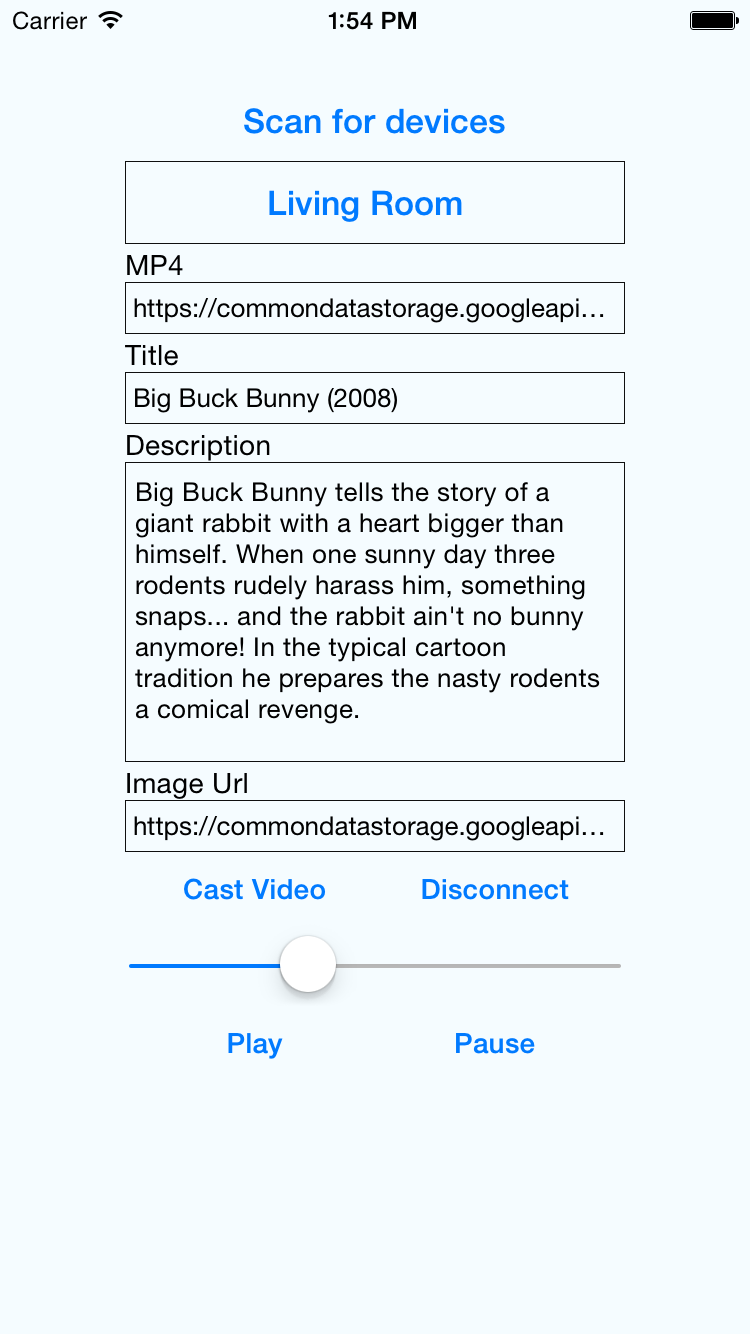 Carrier 1:54 PM
Scan for devices
Living Room
MP4
https://commondatastorage.googleapi...
Title
Big Buck Bunny (2008)
Description
Big Buck Bunny tells the story of a
giant rabbit with a heart bigger than
himself. When one sunny day three
rodents rudely harass him, something
snaps... and the rabbit ain't no bunny
anymore! In the typical cartoon
tradition he prepares the nasty rodents
a comical revenge.
Image Url
https://commondatastorage.googleapi...
Cast Video Disconnect
Play Pause